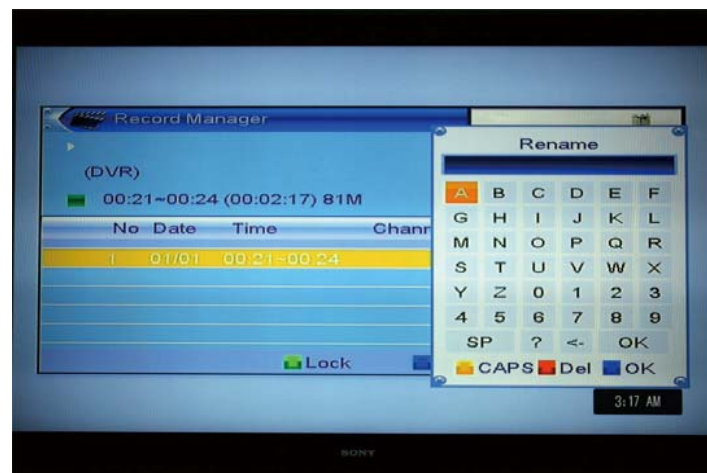 Record Manager
(DVR)
00:21~00:24 (00:02:17) 81M
No Date Time Chann
1 01/01 00:21~00:24
Lock
Rename
A B C D E F
G H I J K L
M N O P Q R
S T U V W X
Y Z 0 1 2 3
4 5 6 7 8 9
SP ? <- OK
CAPS Del OK
3:17 AM
SONY